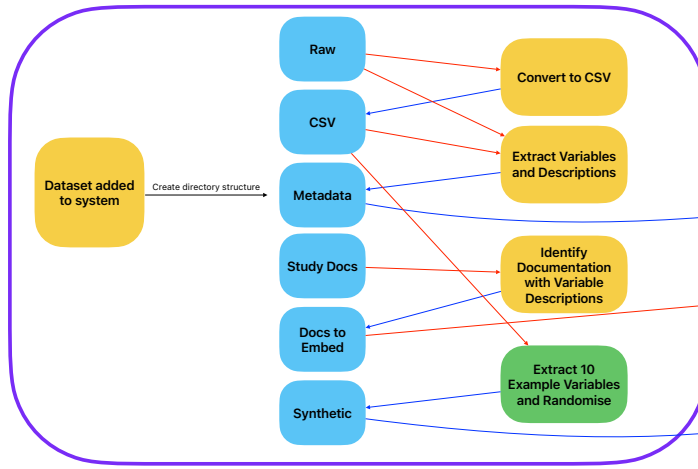 Raw
Convert to CSV
CSV
Extract Variables
and Descriptions
Dataset added
to system
Create directory structure
Metadata
Study Docs
Identify
Documentation
with Variable
Descriptions
Docs to
Embed
Extract 10
Example Variables
and Randomise
Synthetic